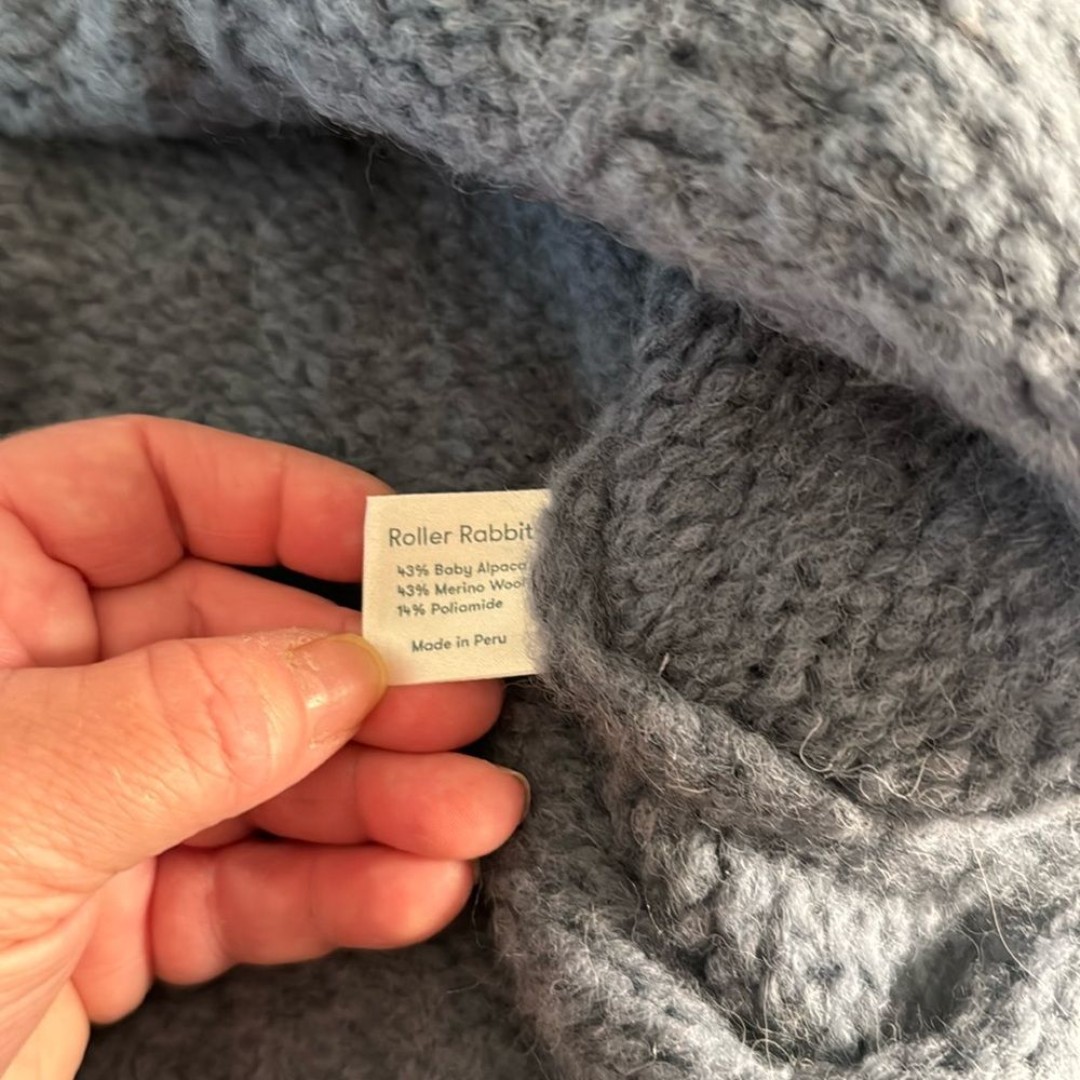 Roller Rabbit
43% Baby Alpaca
43% Merino Wool
14% Poliamide
Made in Peru